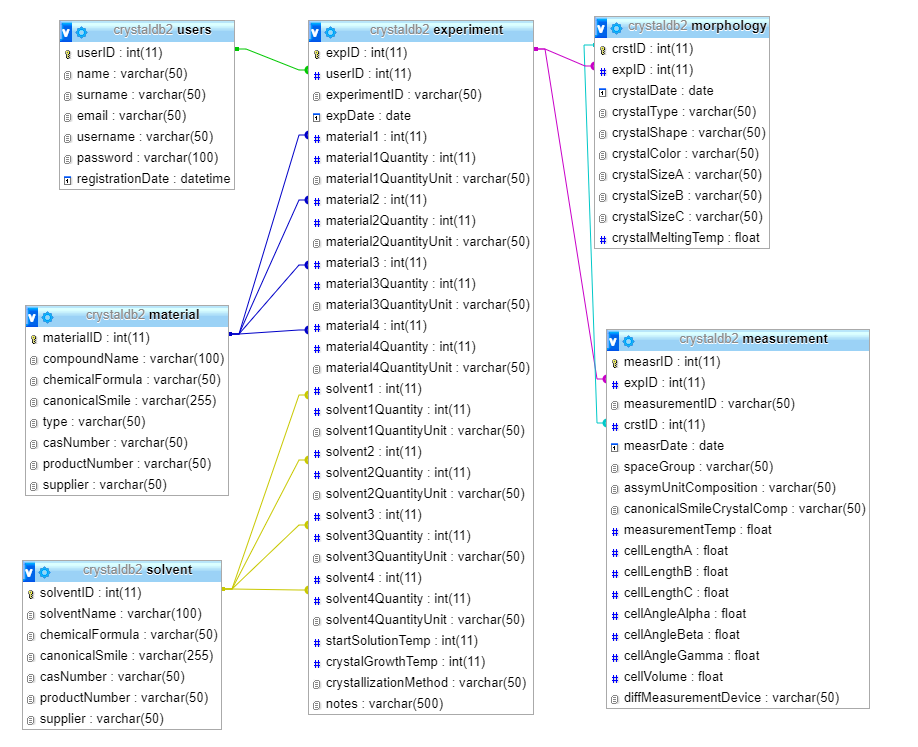 crystaldb2 users
userID : int(11)
name : varchar(50)
surname : varchar(50)
email : varchar(50)
username : varchar(50)
password : varchar(100)
registrationDate : datetime
crystaldb2 material
materialID : int(11)
compoundName : varchar(100)
chemicalFormula : varchar(50)
canonicalSmile : varchar(255)
type : varchar(50)
casNumber : varchar(50)
productNumber : varchar(50)
supplier : varchar(50)
crystaldb2 solvent
solventID : int(11)
solventName : varchar(100)
chemicalFormula : varchar(50)
canonicalSmile : varchar(255)
casNumber : varchar(50)
productNumber : varchar(50)
supplier : varchar(50)
crystaldb2 experiment
expID : int(11)
userID : int(11)
experimentID : varchar(50)
expDate : date
material1 : int(11)
material1Quantity : int(11)
material1QuantityUnit : varchar(50)
material2 : int(11)
material2Quantity : int(11)
material2QuantityUnit : varchar(50)
material3 : int(11)
material3Quantity : int(11)
material3QuantityUnit : varchar(50)
material4 : int(11)
material4Quantity : int(11)
material4QuantityUnit : varchar(50)
solvent1 : int(11)
solvent1Quantity : int(11)
solvent1QuantityUnit : varchar(50)
solvent2 : int(11)
solvent2Quantity : int(11)
solvent2QuantityUnit : varchar(50)
solvent3 : int(11)
solvent3Quantity : int(11)
solvent3QuantityUnit : varchar(50)
solvent4 : int(11)
solvent4Quantity : int(11)
solvent4QuantityUnit : varchar(50)
startSolutionTemp : int(11)
crystalGrowthTemp : int(11)
crystallizationMethod : varchar(50)
notes : varchar(500)
crystaldb2 morphology
crstID : int(11)
expID : int(11)
crystalDate : date
crystalType : varchar(50)
crystalShape : varchar(50)
crystalColor : varchar(50)
crystalSizeA : varchar(50)
crystalSizeB : varchar(50)
crystalSizeC : varchar(50)
crystalMeltingTemp : float
crystaldb2 measurement
measrID : int(11)
expID : int(11)
measurementID : varchar(50)
crstID : int(11)
measrDate : date
spaceGroup : varchar(50)
assymUnitComposition : varchar(50)
canonicalSmileCrystalComp : varchar(50)
measurementTemp : float
cellLengthA : float
cellLengthB : float
cellLengthC : float
cellAngleAlpha : float
cellAngleBeta : float
cellAngleGamma : float
cellVolume : float
diffMeasurementDevice : varchar(50)